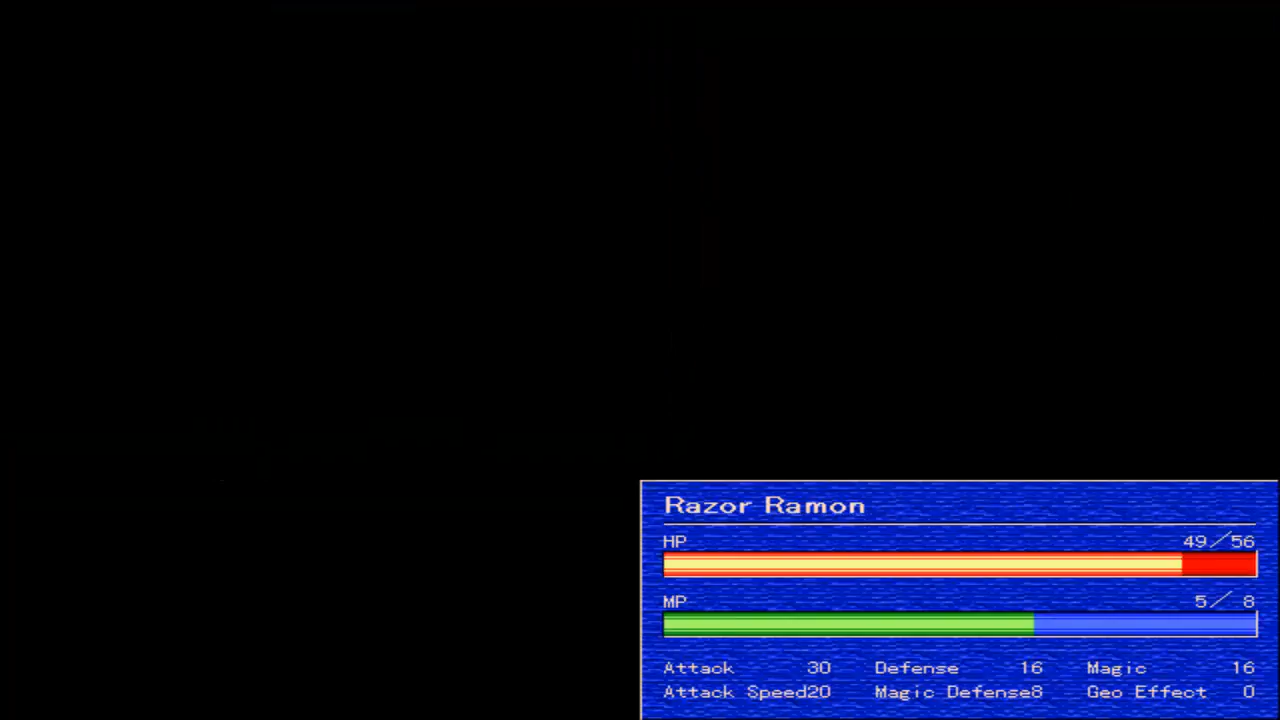 Razor Ramon
HP 49/56
MP 5/ 8
Attack 30 Defense 16 Magic 16
Attack Speed20 Magic Defense8 Geo Effect 0